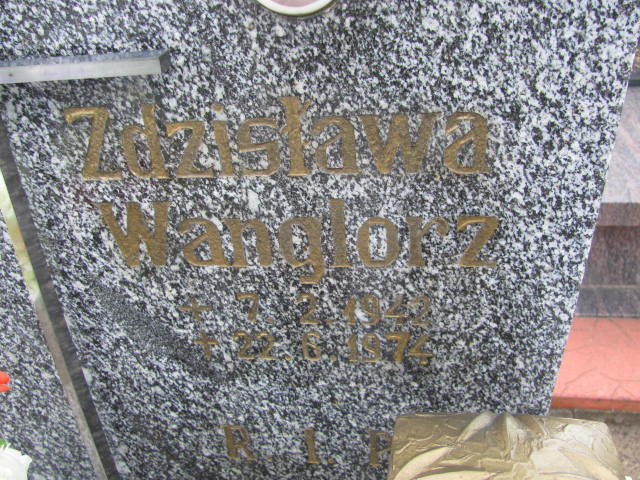 Zdzisława
Wanglorz
+ 7. 2. 1942
+ 22. 6. 1974
R. I. P